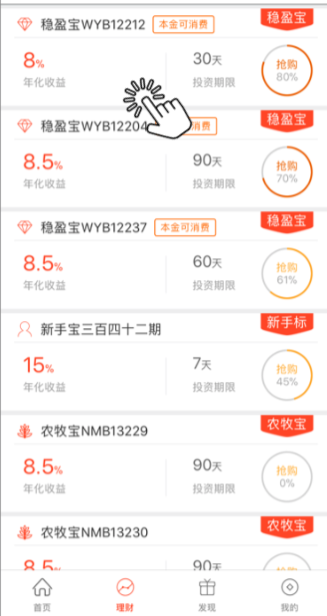 稳盈宝WYB12212 本金可消费 稳盈宝
8% 30天 抢购
年化收益 投资期限 80%
稳盈宝WYB12204 消费 稳盈宝
8.5% 90天 抢购
年化收益 投资期限 70%
稳盈宝WYB12237 本金可消费 稳盈宝
8.5% 60天 抢购
年化收益 投资期限 61%
新手宝三百四十二期 新手标
15% 7天 抢购
年化收益 投资期限 45%
农牧宝NMB13229 农牧宝
8.5% 90天 抢购
年化收益 投资期限 0%
农牧宝NMB13230 农牧宝
8.5% 90天 抢购
首页 理财 发现 我的